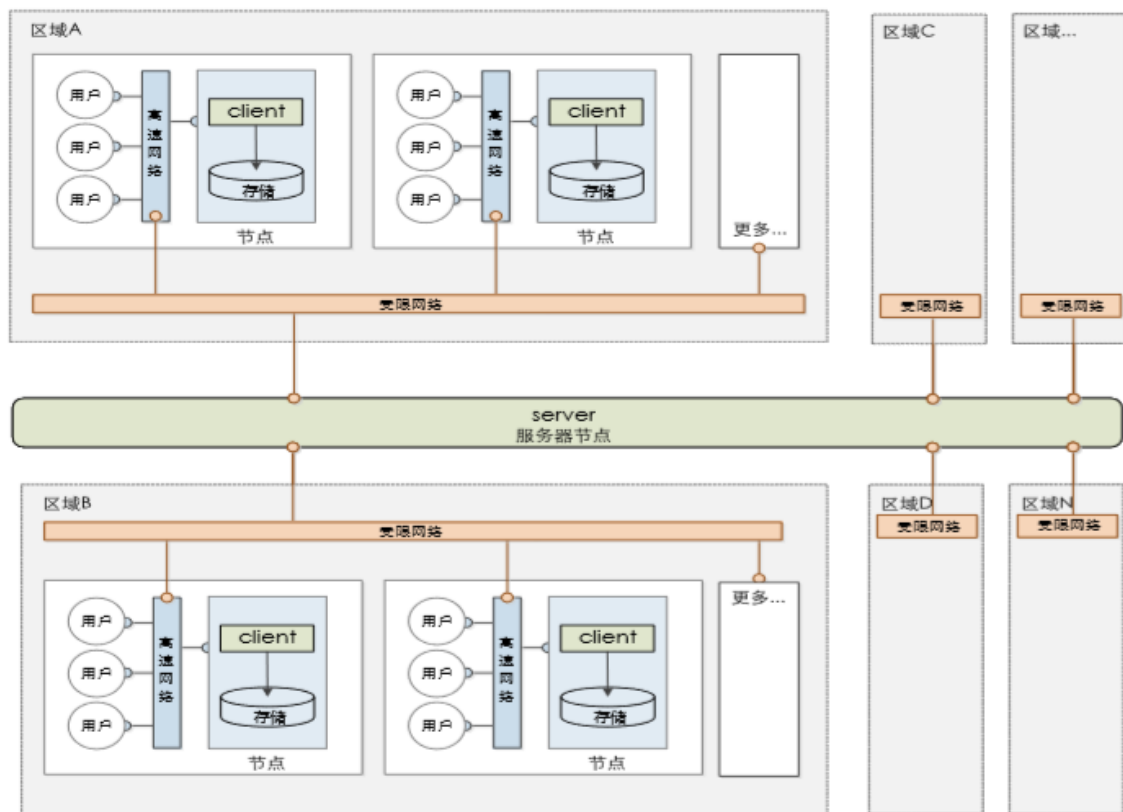 区域A
用户
用户
用户
高速网络
client
存储
节点
用户
用户
用户
高速网络
client
存储
节点
更多...
受限网络
区域C
受限网络
区域...
受限网络
server
服务器节点
区域B
受限网络
用户
用户
用户
高速网络
client
存储
节点
用户
用户
用户
高速网络
client
存储
节点
更多...
区域D
受限网络
区域N
受限网络